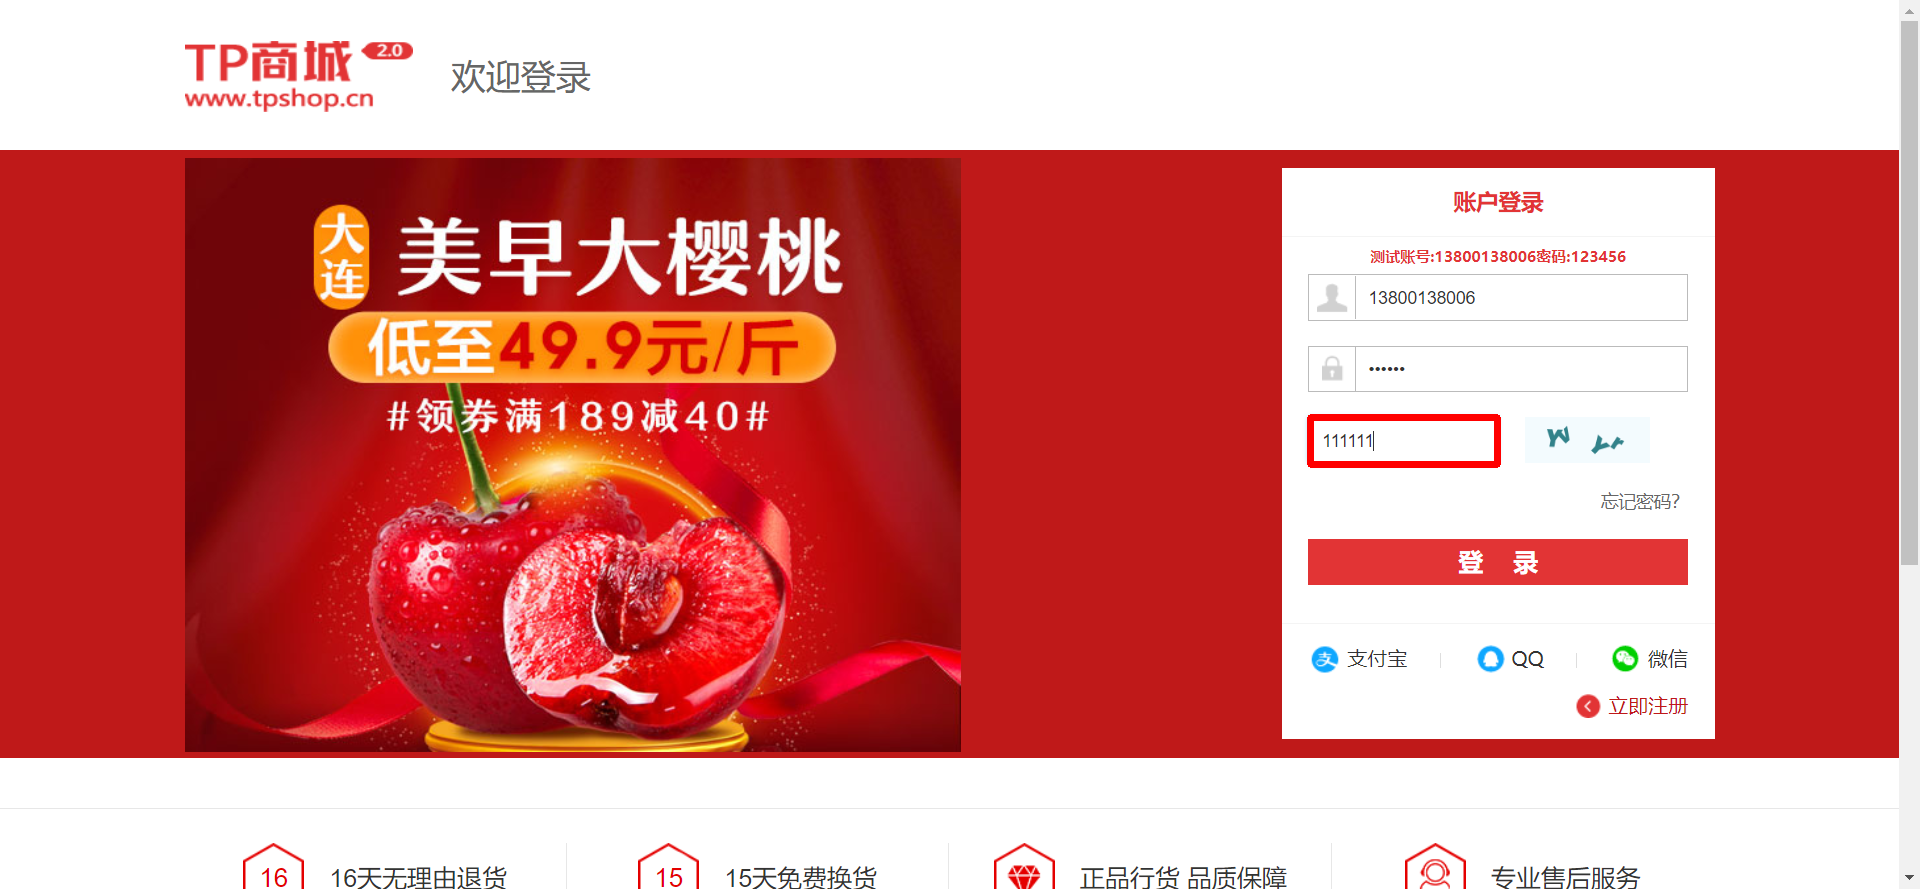 TP商城 2.0
www.tpshop.cn
欢迎登录
大连
美早大樱桃
低至49.9元/斤
#领券满189减40#
账户登录
测试账号:13800138006密码:123456
13800138006
••••••
111111
忘记密码?
登 录
支付宝
QQ
微信
立即注册
16
16天无理由退货
15
15天免费换货
正品行货 品质保障
专业售后服务